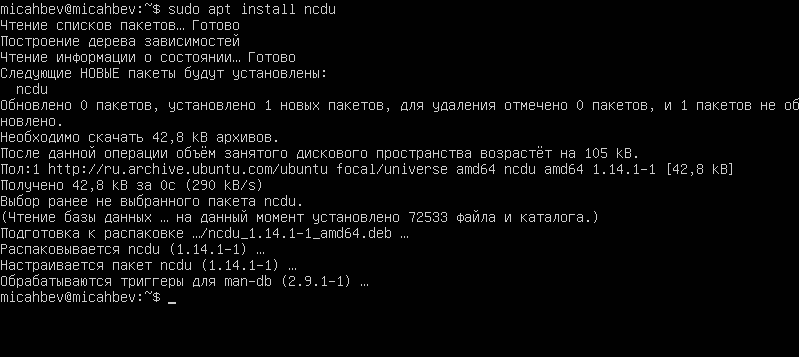 micahbev@micahbev:~$ sudo apt install ncdu
Чтение списков пакетов… Готово
Построение дерева зависимостей
Чтение информации о состоянии… Готово
Следующие НОВЫЕ пакеты будут установлены:
  ncdu
Обновлено 0 пакетов, установлено 1 новых пакетов, для удаления отмечено 0 пакетов, и 1 пакетов не об
новлено.
Необходимо скачать 42,8 kB архивов.
После данной операции объём занятого дискового пространства возрастёт на 105 kB.
Пол:1 http://ru.archive.ubuntu.com/ubuntu focal/universe amd64 ncdu amd64 1.14.1-1 [42,8 kB]
Получено 42,8 kB за 0с (290 kB/s)
Выбор ранее не выбранного пакета ncdu.
(Чтение базы данных … на данный момент установлено 72533 файла и каталога.)
Подготовка к распаковке …/ncdu_1.14.1-1_amd64.deb …
Распаковывается ncdu (1.14.1-1) …
Настраивается пакет ncdu (1.14.1-1) …
Обрабатываются триггеры для man-db (2.9.1-1) …
micahbev@micahbev:~$ _